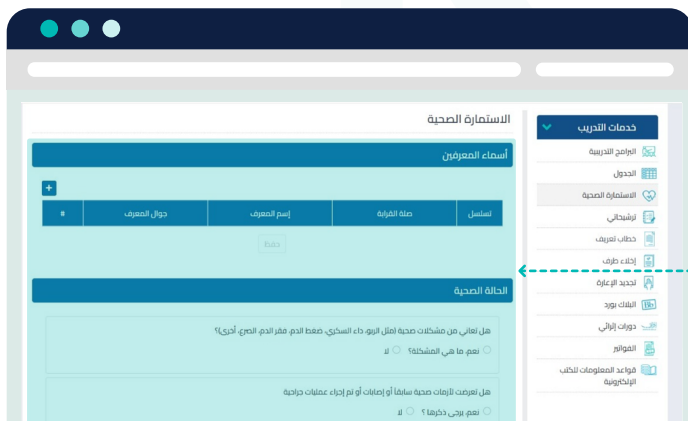 الاستمارة الصحية
أسماء المعرفين
+
تسلسل
صلة القرابة
إسم المعرف
جوال المعرف
#
حفظ
الحالة الصحية
هل تعاني من مشكلات صحية (مثل الربو، داء السكري، ضغط الدم، فقر الدم، الصرع، أخرى)؟
نعم، ما هي المشكلة؟ لا
هل تعرضت لأزمات صحية سابقاً أو إصابات أو تم إجراء عمليات جراحية
نعم، يرجى ذكرها ؟ لا
خدمات التدريب
البرامج التدريبية
الجدول
الاستمارة الصحية
ترشيحاتي
خطاب تعريف
إخلاء طرف
تجديد الإعارة
Bb
البلاك بورد
دورات إثرائي
الفواتير
قواعد المعلومات للكتب
الإلكترونية